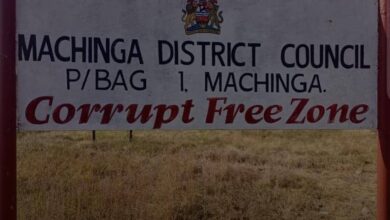 MACHINGA DISTRICT COUNCIL
P/BAG 1, MACHINGA.
Corrupt Free Zone